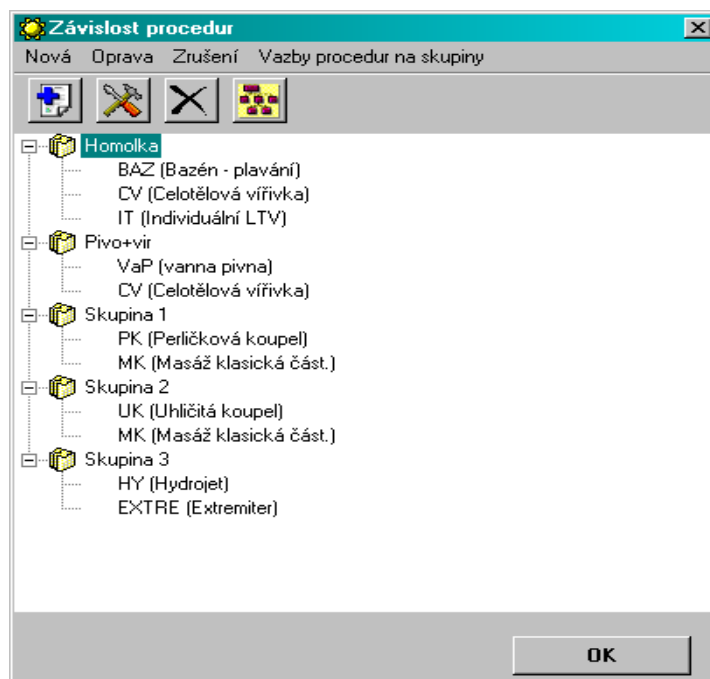 Závislost procedur
Nová Oprava Zrušení Vazby procedur na skupiny
Homolka
BAZ (Bazén - plavání)
CV (Celotělová vířivka)
IT (Individuální LTV)
Pivo+vir
VaP (vanna pivna)
CV (Celotělová vířivka)
Skupina 1
PK (Perličková koupel)
MK (Masáž klasická část.)
Skupina 2
UK (Uhličitá koupel)
MK (Masáž klasická část.)
Skupina 3
HY (Hydrojet)
EXTRE (Extremiter)
OK